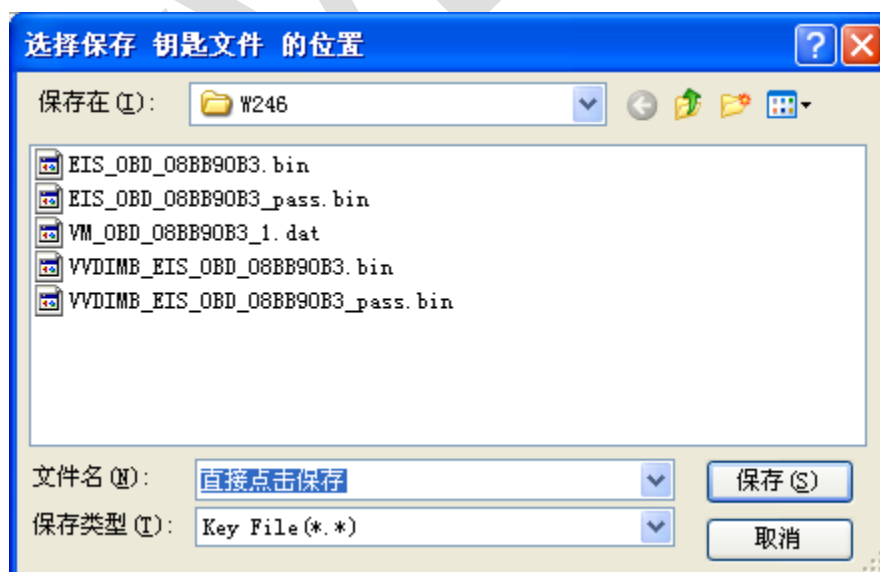 选择保存 钥匙文件 的位置
保存在(I): W246
EIS_OBD_08BB90B3.bin
EIS_OBD_08BB90B3_pass.bin
VM_OBD_08BB90B3_1.dat
VVDIMB_EIS_OBD_08BB90B3.bin
VVDIMB_EIS_OBD_08BB90B3_pass.bin
文件名(N): 直接点击保存 保存(S)
保存类型(T): Key File(*.*) 取消